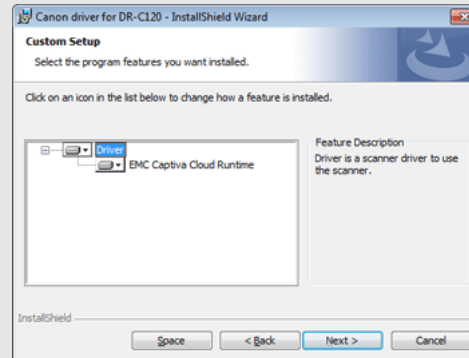 Canon driver for DR-C120 - InstallShield Wizard
Custom Setup
Select the program features you want installed.
Click on an icon in the list below to change how a feature is installed.
Driver
EMC Captiva Cloud Runtime
Feature Description
Driver is a scanner driver to use
the scanner.
InstallShield
Space
< Back
Next >
Cancel